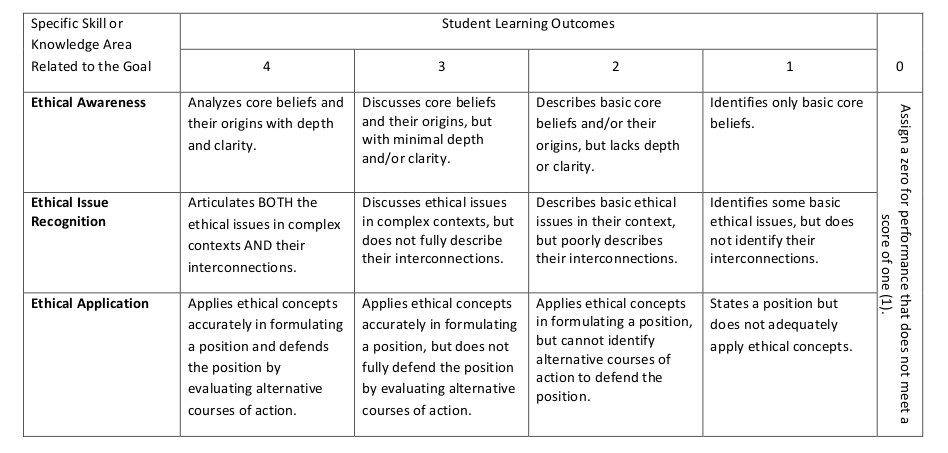 Specific Skill or
Knowledge Area
Related to the Goal
Student Learning Outcomes
4
3
2
1
0
Ethical Awareness
Analyzes core beliefs and
their origins with depth
and clarity.
Discusses core beliefs
and their origins, but
with minimal depth
and/or clarity.
Describes basic core
beliefs and/or their
origins, but lacks depth
or clarity.
Identifies only basic core
beliefs.
Assign a zero for performance that does not meet a
score of one (1).
Ethical Issue
Recognition
Articulates BOTH the
ethical issues in complex
contexts AND their
interconnections.
Discusses ethical issues
in complex contexts, but
does not fully describe
their interconnections.
Describes basic ethical
issues in their context,
but poorly describes
their interconnections.
Identifies some basic
ethical issues, but does
not identify their
interconnections.
Ethical Application
Applies ethical concepts
accurately in formulating
a position and defends
the position by
evaluating alternative
courses of action.
Applies ethical concepts
accurately in formulating
a position, but does not
fully defend the position
by evaluating alternative
courses of action.
Applies ethical concepts
in formulating a position,
but cannot identify
alternative courses of
action to defend the
position.
States a position but
does not adequately
apply ethical concepts.